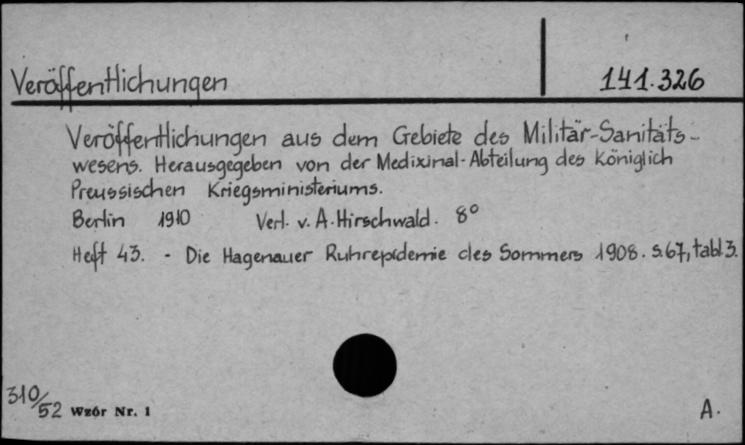 Veröffentlichungen 141.326
Veröffentlichungen aus dem Gebiete des Militär-Sanitäts-
wesens. Herausgegeben von der Medixinal-Abteilung des Königlich
Preussischen Kriegsministeriums.
Berlin 1910 Verl. v. A. Hirschwald. 8°
Heft 43. - Die Hagenauer Ruhrepidemie des Sommers 1908. S.67, tabl.3.
310/52 Wzór Nr. 1 A.